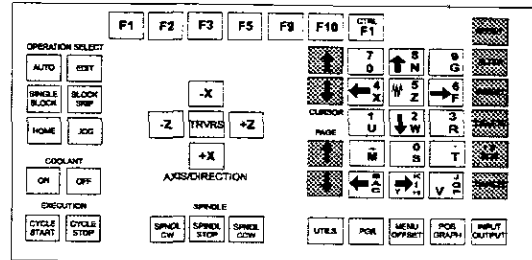 F1 F2 F3 F5 F9 F10 CTRL F1
OPERATION SELECT
AUTO EDIT
SINGLE BLOCK BLOCK SKIP
HOME JOG
COOLANT
ON OFF
EXECUTION
CYCLE START CYCLE STOP
-X
-Z TRVRS +Z
+X
AXIS/DIRECTION
SPINDLE
SPNDL CW SPINDL STOP SPNDL CCW
CURSOR
PAGE
7 O 8 N 9 G
4 X 5 Z 6 F
1 U 2 W 3 R
- M 0 S . T
UTILS PGR MENU OFFSET POS GRAPH INPUT OUTPUT